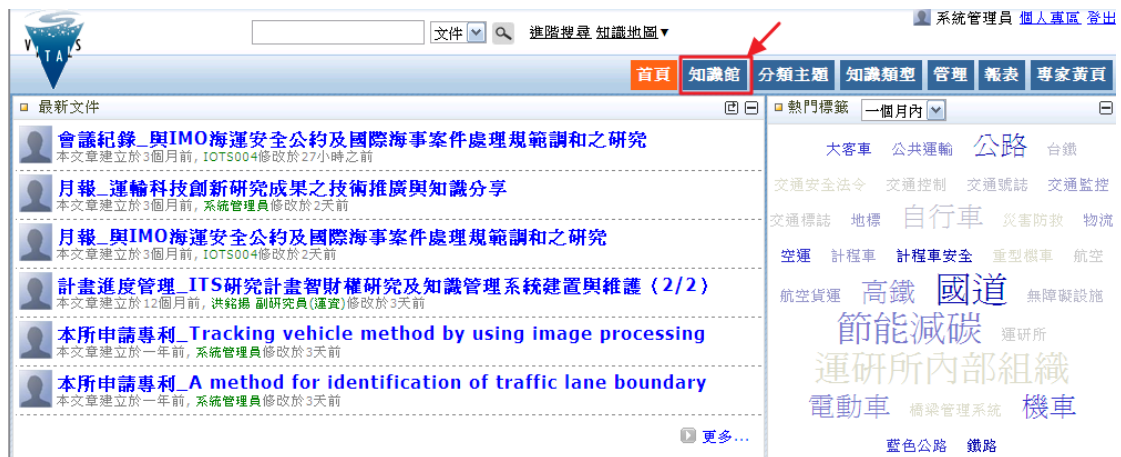 VITALS
文件
進階搜尋 知識地圖▼
系統管理員 個人專區 登出
首頁 知識館 分類主題 知識類型 管理 報表 專家黃頁
最新文件
會議紀錄_與IMO海運安全公約及國際海事案件處理規範調和之研究
本文章建立於3個月前, IOTS004修改於27小時之前
月報_運輸科技創新研究成果之技術推廣與知識分享
本文章建立於3個月前, 系統管理員修改於2天前
月報_與IMO海運安全公約及國際海事案件處理規範調和之研究
本文章建立於3個月前, IOTS004修改於2天前
計畫進度管理_ITS研究計畫智財權研究及知識管理系統建置與維護（2/2）
本文章建立於12個月前, 洪銘揚 副研究員(運資)修改於3天前
本所申請專利_Tracking vehicle method by using image processing
本文章建立於一年前, 系統管理員修改於3天前
本所申請專利_A method for identification of traffic lane boundary
本文章建立於一年前, 系統管理員修改於3天前
更多...
熱門標籤 一個月內
大客車 公共運輸 公路 台鐵
交通安全法令 交通控制 交通號誌 交通監控
交通標誌 地標 自行車 災害防救 物流
空運 計程車 計程車安全 重型機車 航空
航空貨運 高鐵 國道 無障礙設施
節能減碳 運研所
運研所內部組織
電動車 橋梁管理系統 機車
藍色公路 鐵路